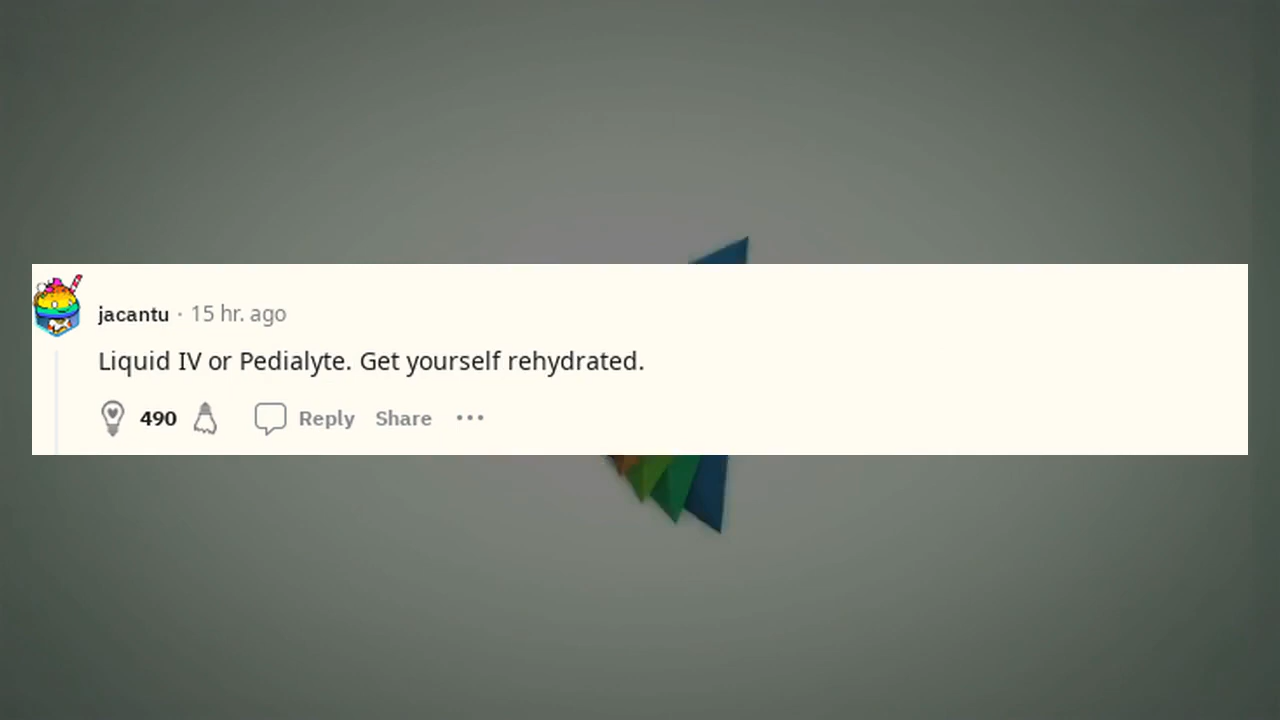 jacantu · 15 hr. ago
Liquid IV or Pedialyte. Get yourself rehydrated.
490 Reply Share ...